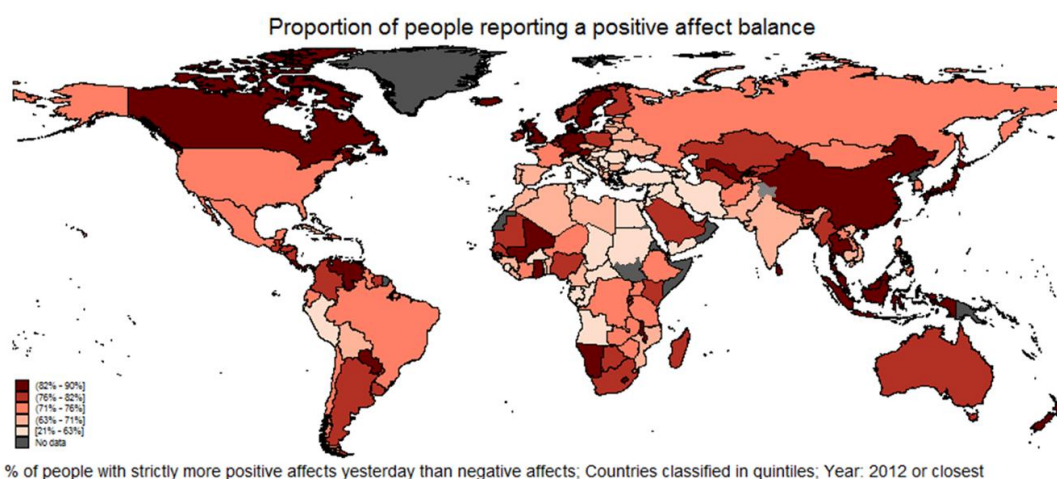 Proportion of people reporting a positive affect balance
(82% - 90%]
(76% - 82%]
(71% - 76%]
(63% - 71%]
[21% - 63%]
No data
% of people with strictly more positive affects yesterday than negative affects; Countries classified in quintiles; Year: 2012 or closest